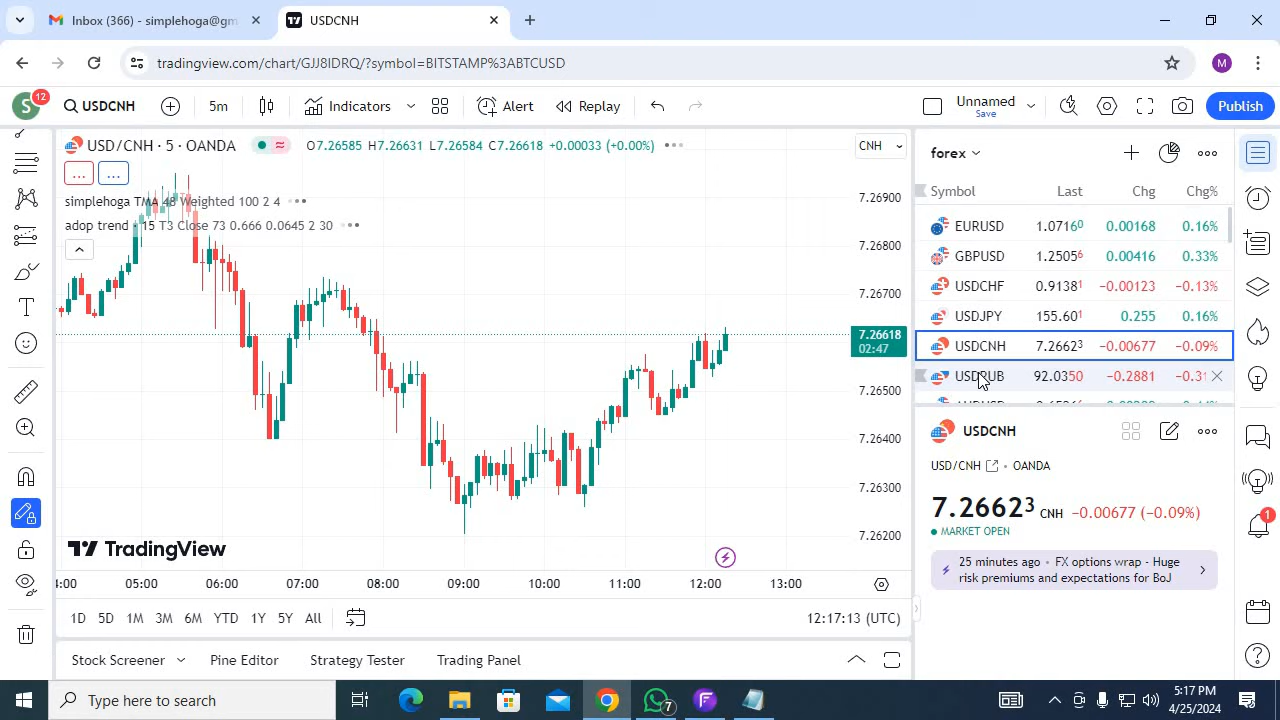 Inbox (366) - simplehoga@gm
USDCNH
tradingview.com/chart/GJJ8IDRQ/?symbol=BITSTAMP%3ABTCUSD
M
S
12
USDCNH
5m
Indicators
Alert
Replay
Unnamed
Save
Publish
USD/CNH · 5 · OANDA
O7.26585 H7.26631 L7.26584 C7.26618 +0.00033 (+0.00%)
CNH
simplehoga TMA 48 Weighted 100 2 4
adop trend · 15 T3 Close 73 0.666 0.0645 2 30
7.26900
7.26800
7.26700
7.26618
02:47
7.26500
7.26400
7.26300
7.26200
TradingView
4:00 05:00 06:00 07:00 08:00 09:00 10:00 11:00 12:00 13:00
1D 5D 1M 3M 6M YTD 1Y 5Y All
12:17:13 (UTC)
Stock Screener
Pine Editor
Strategy Tester
Trading Panel
forex
Symbol Last Chg Chg%
EURUSD 1.07160 0.00168 0.16%
GBPUSD 1.25056 0.00416 0.33%
USDCHF 0.91381 −0.00123 −0.13%
USDJPY 155.601 0.255 0.16%
USDCNH 7.26623 −0.00677 −0.09%
USDRUB 92.0350 −0.2881 −0.31
USDCNH
USD/CNH · OANDA
7.26623 CNH −0.00677 (−0.09%)
MARKET OPEN
25 minutes ago · FX options wrap - Huge
risk premiums and expectations for BoJ
1
Type here to search
7
5:17 PM
4/25/2024